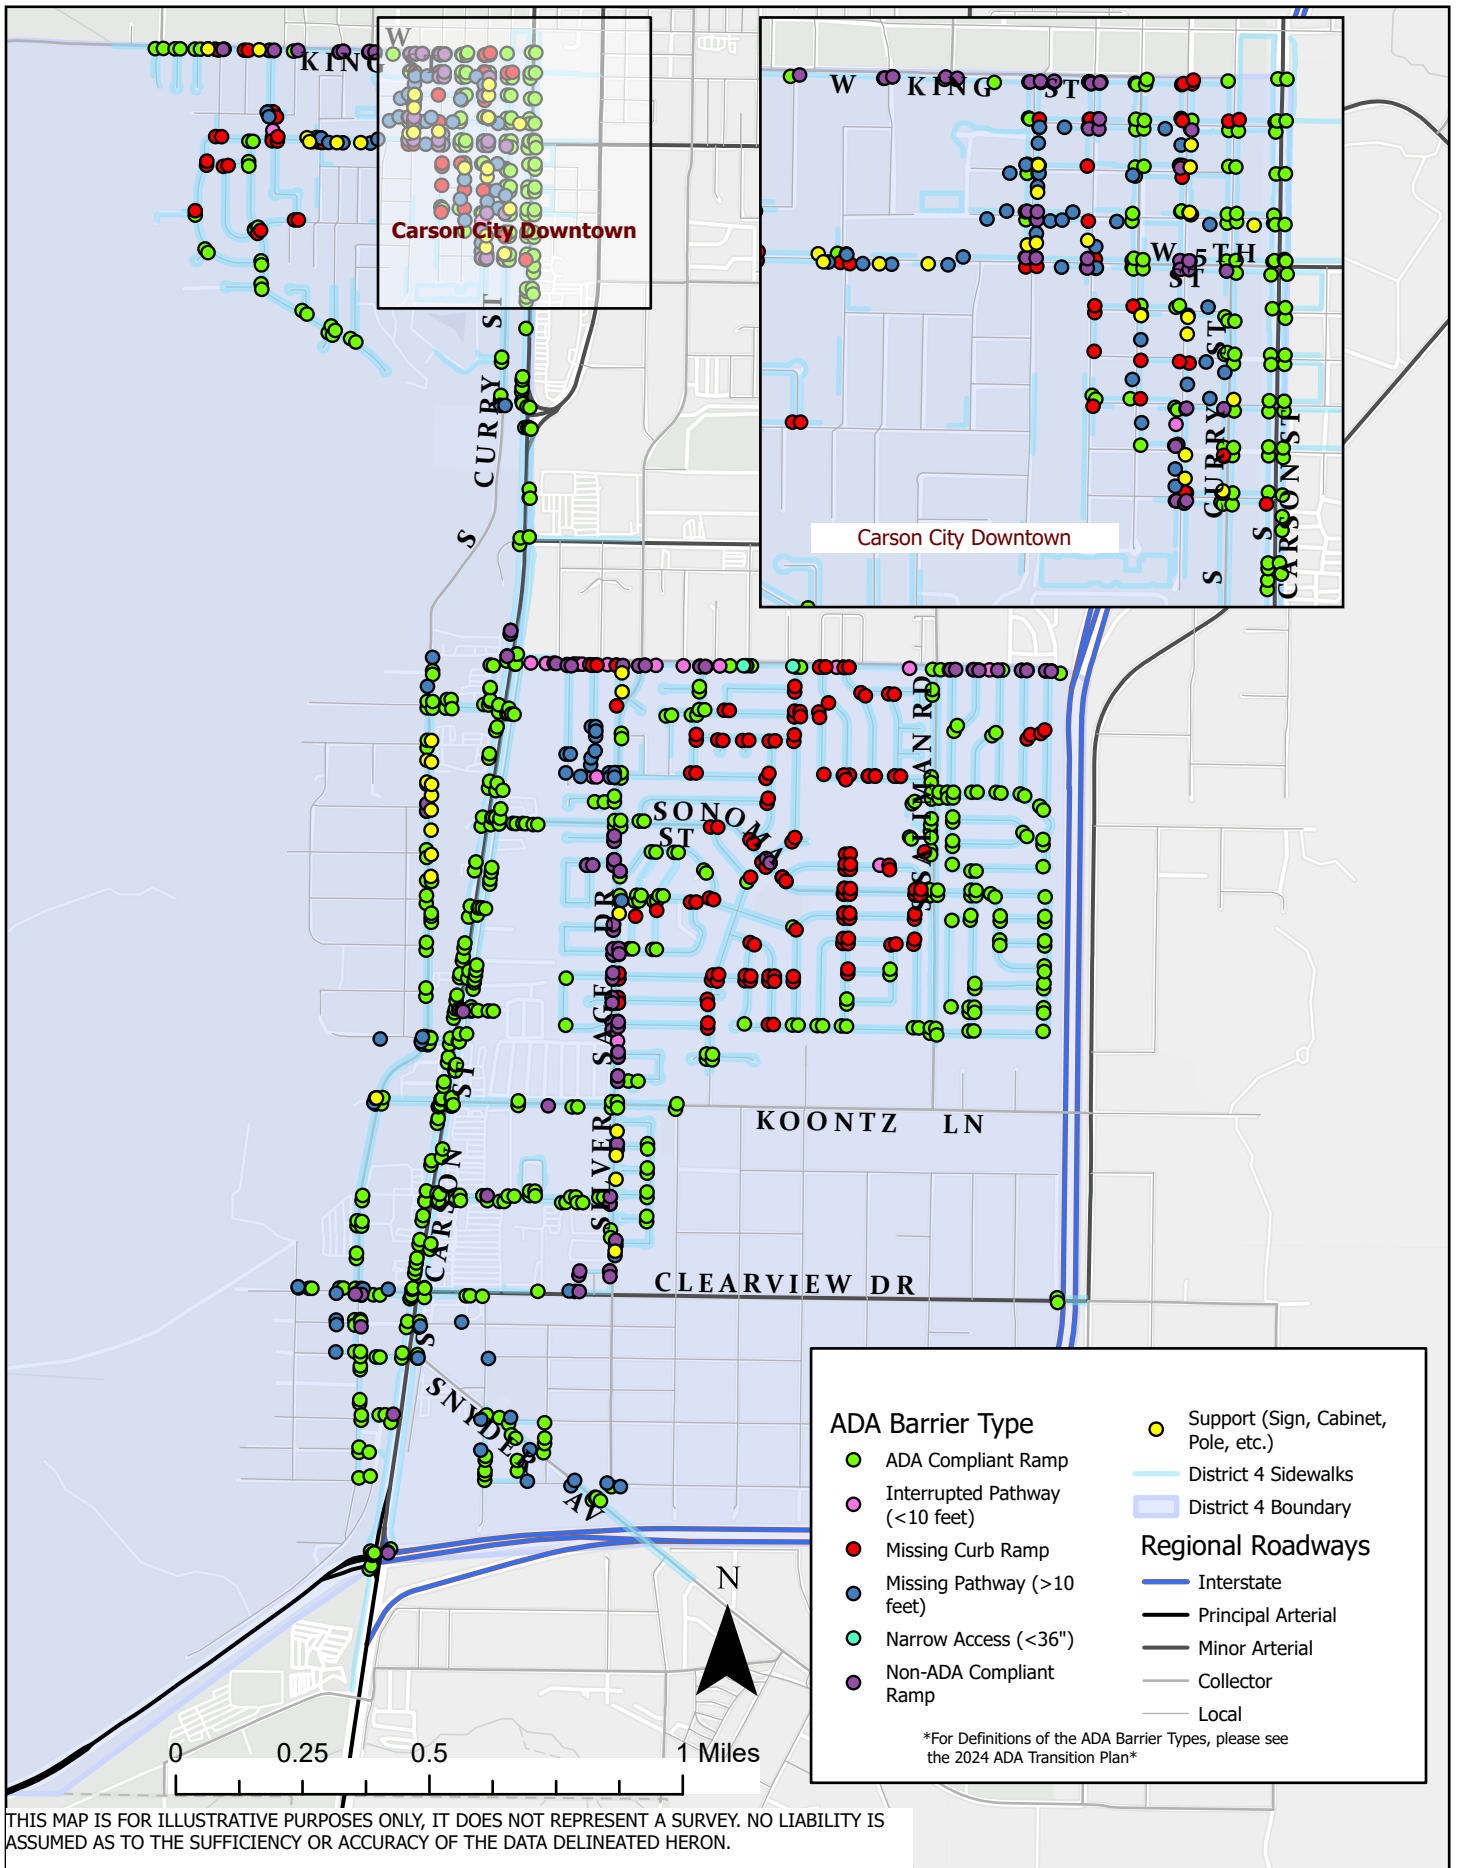 W
KING
Carson City Downtown
ST
CURRY
S
W KING ST
W 5TH
ST
ST
CURRY
S
CARSON ST
S
Carson City Downtown
SALIMAN RD
S
SONOMA
ST
SILVER SAGE DR
KOONTZ LN
CARSON ST
S
CLEARVIEW DR
SNYDER AV
ADA Barrier Type
ADA Compliant Ramp
Interrupted Pathway
(<10 feet)
Missing Curb Ramp
Missing Pathway (>10
feet)
Narrow Access (<36")
Non-ADA Compliant
Ramp
Support (Sign, Cabinet,
Pole, etc.)
District 4 Sidewalks
District 4 Boundary
Regional Roadways
Interstate
Principal Arterial
Minor Arterial
Collector
Local
*For Definitions of the ADA Barrier Types, please see
the 2024 ADA Transition Plan*
N
0 0.25 0.5 1 Miles
THIS MAP IS FOR ILLUSTRATIVE PURPOSES ONLY, IT DOES NOT REPRESENT A SURVEY. NO LIABILITY IS
ASSUMED AS TO THE SUFFICIENCY OR ACCURACY OF THE DATA DELINEATED HERON.